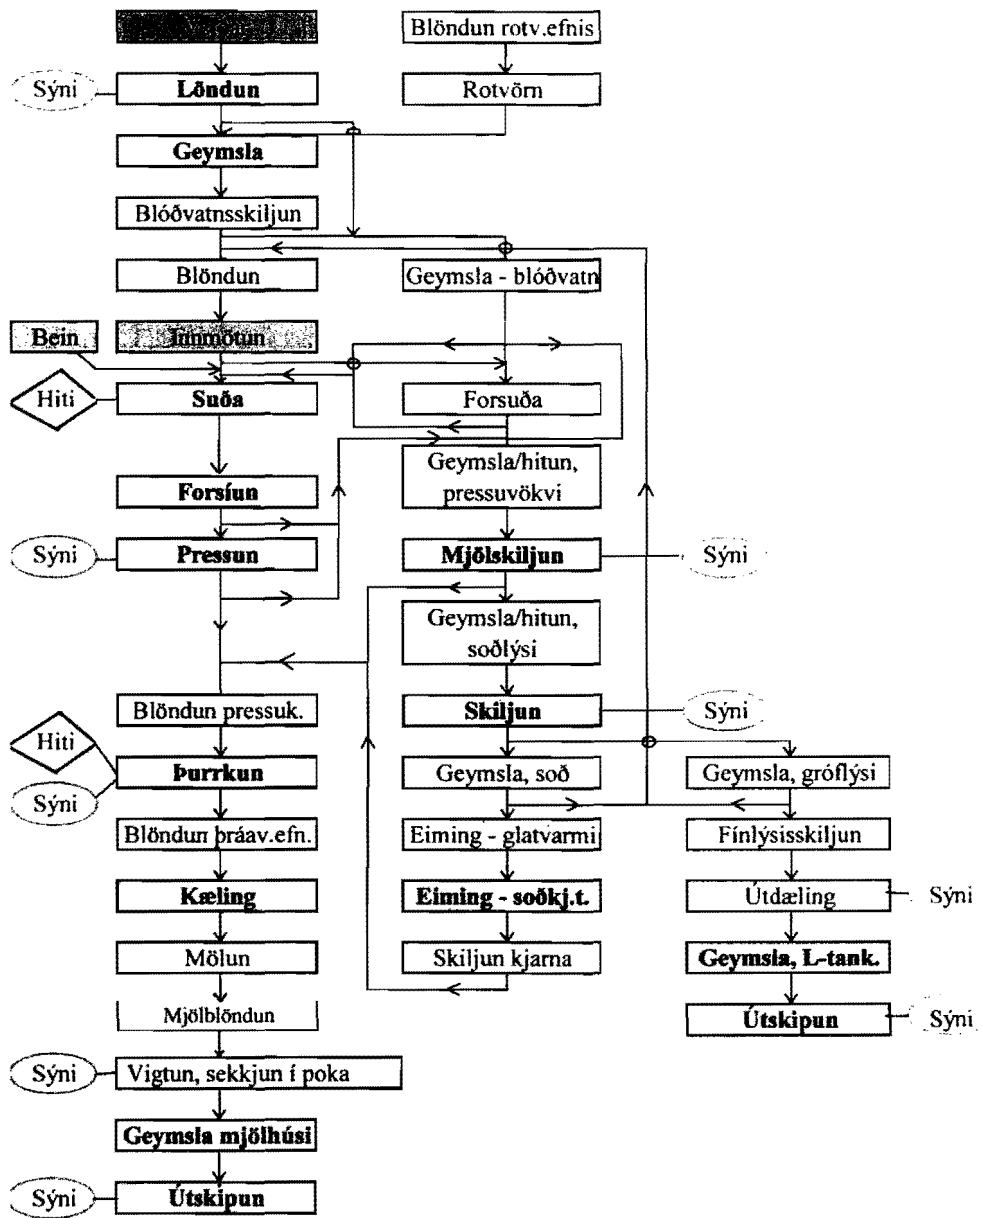 Blöndun rotv.efnis
Sýni
Löndun
Rotvörn
Geymsla
Blóðvatnsskiljun
Blöndun
Geymsla - blóðvatn
Bein
Innmötun
Hiti
Suða
Forsuða
Geymsla/hitun,
pressuvökvi
Forsíun
Sýni
Pressun
Mjölskiljun
Sýni
Geymsla/hitun,
soðlýsi
Blöndun pressuk.
Skiljun
Sýni
Hiti
Þurrkun
Geymsla, soð
Geymsla, gróflýsi
Sýni
Blöndun þráav.efn.
Eiming - glatvarmi
Fínlýsisskiljun
Kæling
Eiming - soðkj.t.
Útdæling
Sýni
Mölun
Skiljun kjarna
Geymsla, L-tank.
Mjölblöndun
Útskipun
Sýni
Sýni
Vigtun, sekkjun í poka
Geymsla mjölhúsi
Sýni
Útskipun